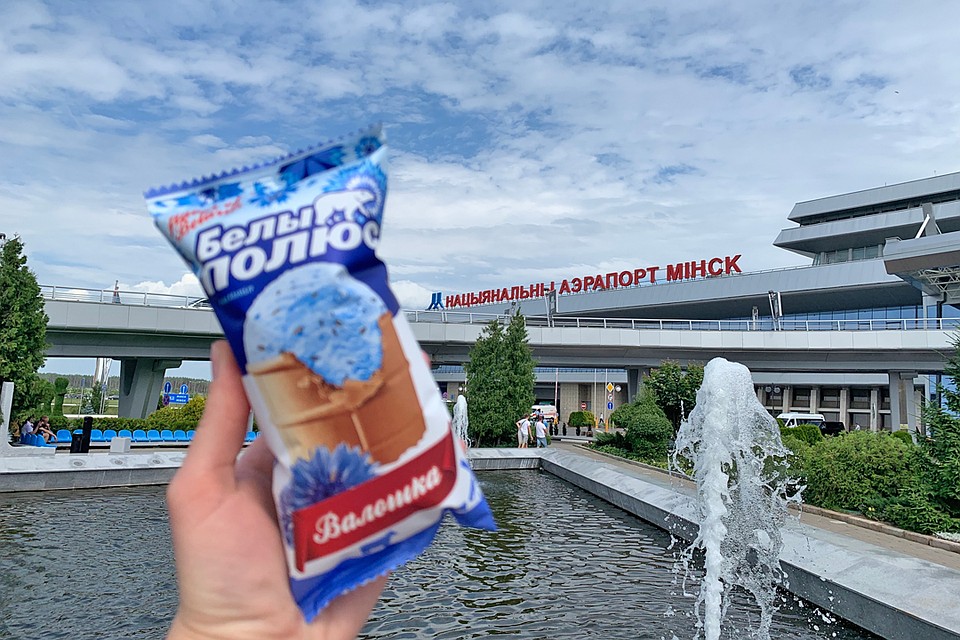 Белы
полюс
Валошка
НАЦЫЯНАЛЬНЫ АЭРАПОРТ МІНСК